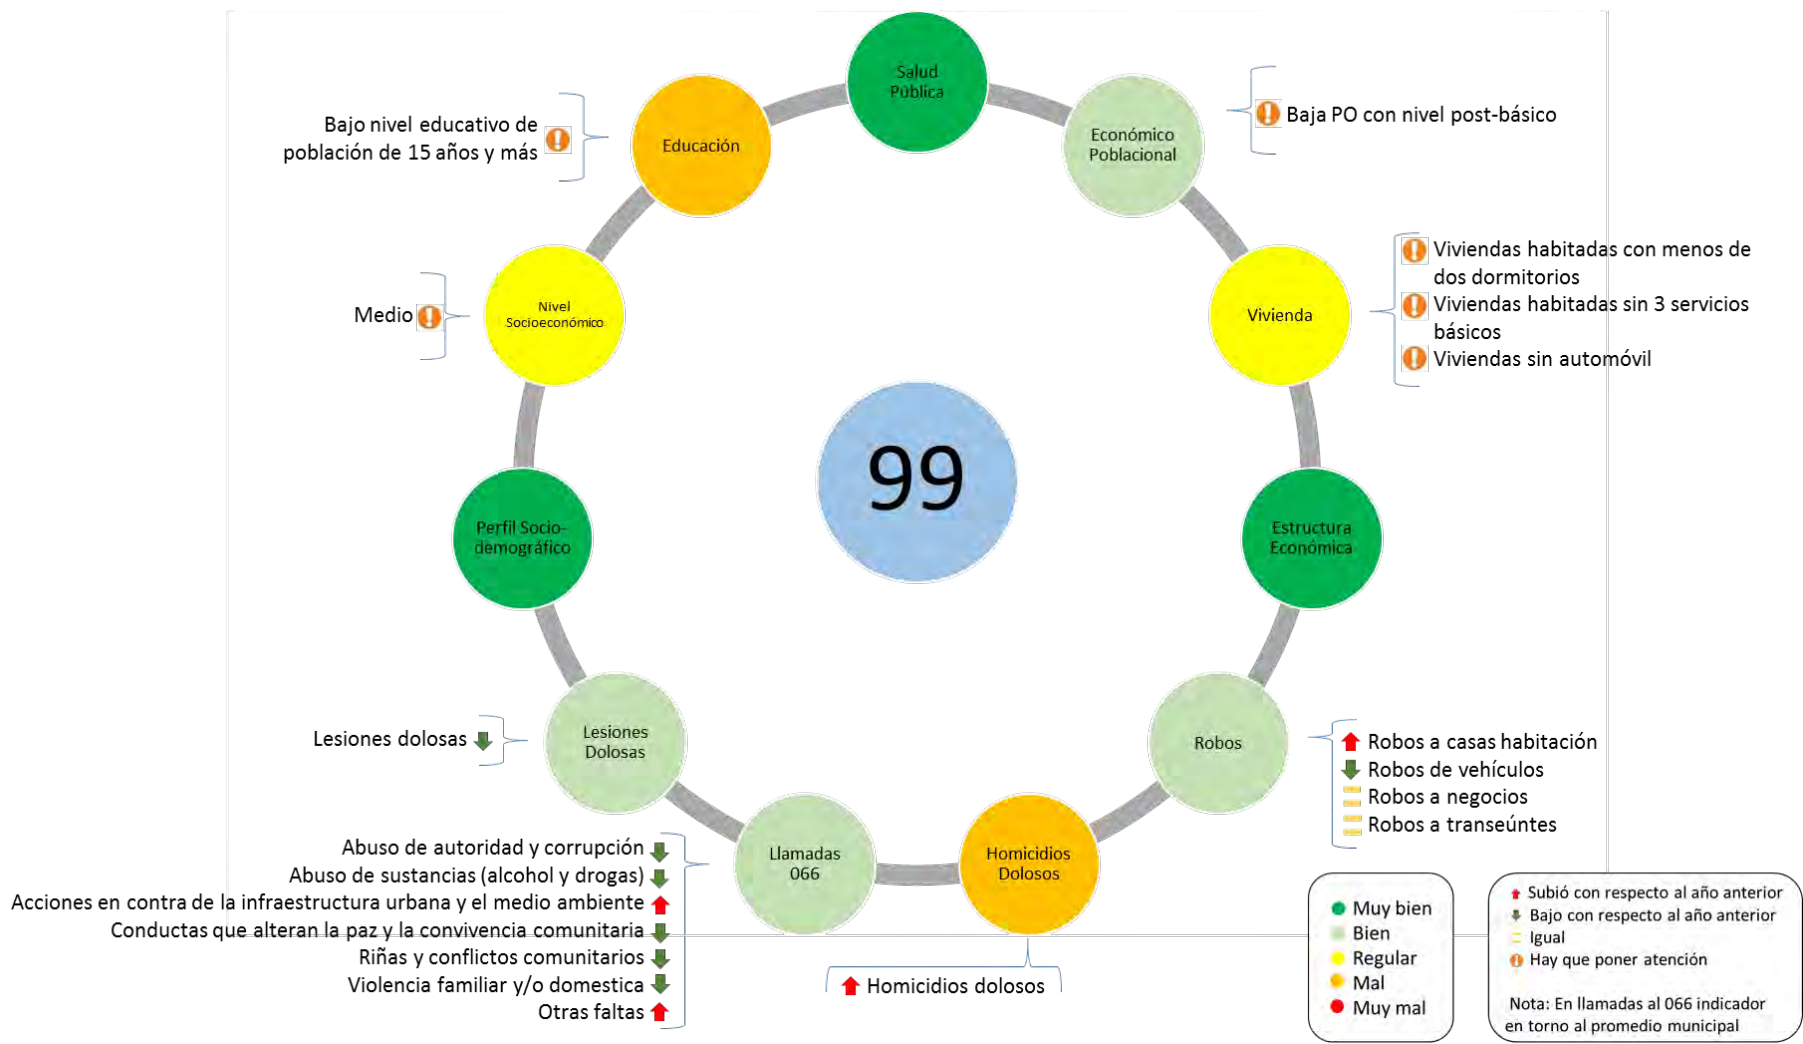 Salud
Pública
Económico
Poblacional
Baja PO con nivel post-básico
Vivienda
Viviendas habitadas con menos de
dos dormitorios
Viviendas habitadas sin 3 servicios
básicos
Viviendas sin automóvil
Estructura
Económica
Robos
Robos a casas habitación
Robos de vehículos
Robos a negocios
Robos a transeúntes
Homicidios
Dolosos
Homicidios dolosos
Llamadas
066
Abuso de autoridad y corrupción
Abuso de sustancias (alcohol y drogas)
Acciones en contra de la infraestructura urbana y el medio ambiente
Conductas que alteran la paz y la convivencia comunitaria
Riñas y conflictos comunitarios
Violencia familiar y/o domestica
Otras faltas
Lesiones
Dolosas
Lesiones dolosas
Perfil Socio-
demográfico
Nivel
Socioeconómico
Medio
Educación
Bajo nivel educativo de
población de 15 años y más
99
Muy bien
Bien
Regular
Mal
Muy mal
Subió con respecto al año anterior
Bajo con respecto al año anterior
Igual
Hay que poner atención
Nota: En llamadas al 066 indicador
en torno al promedio municipal